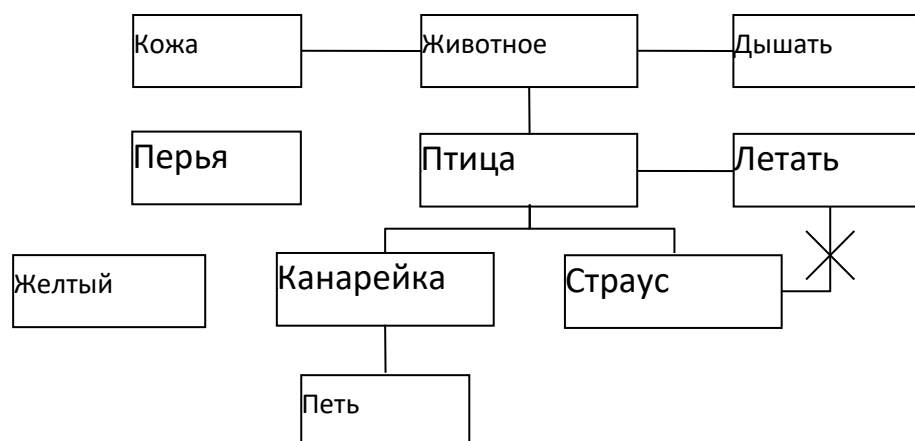 Кожа
Животное
Дышать
Перья
Птица
Летать
Желтый
Канарейка
Страус
Петь